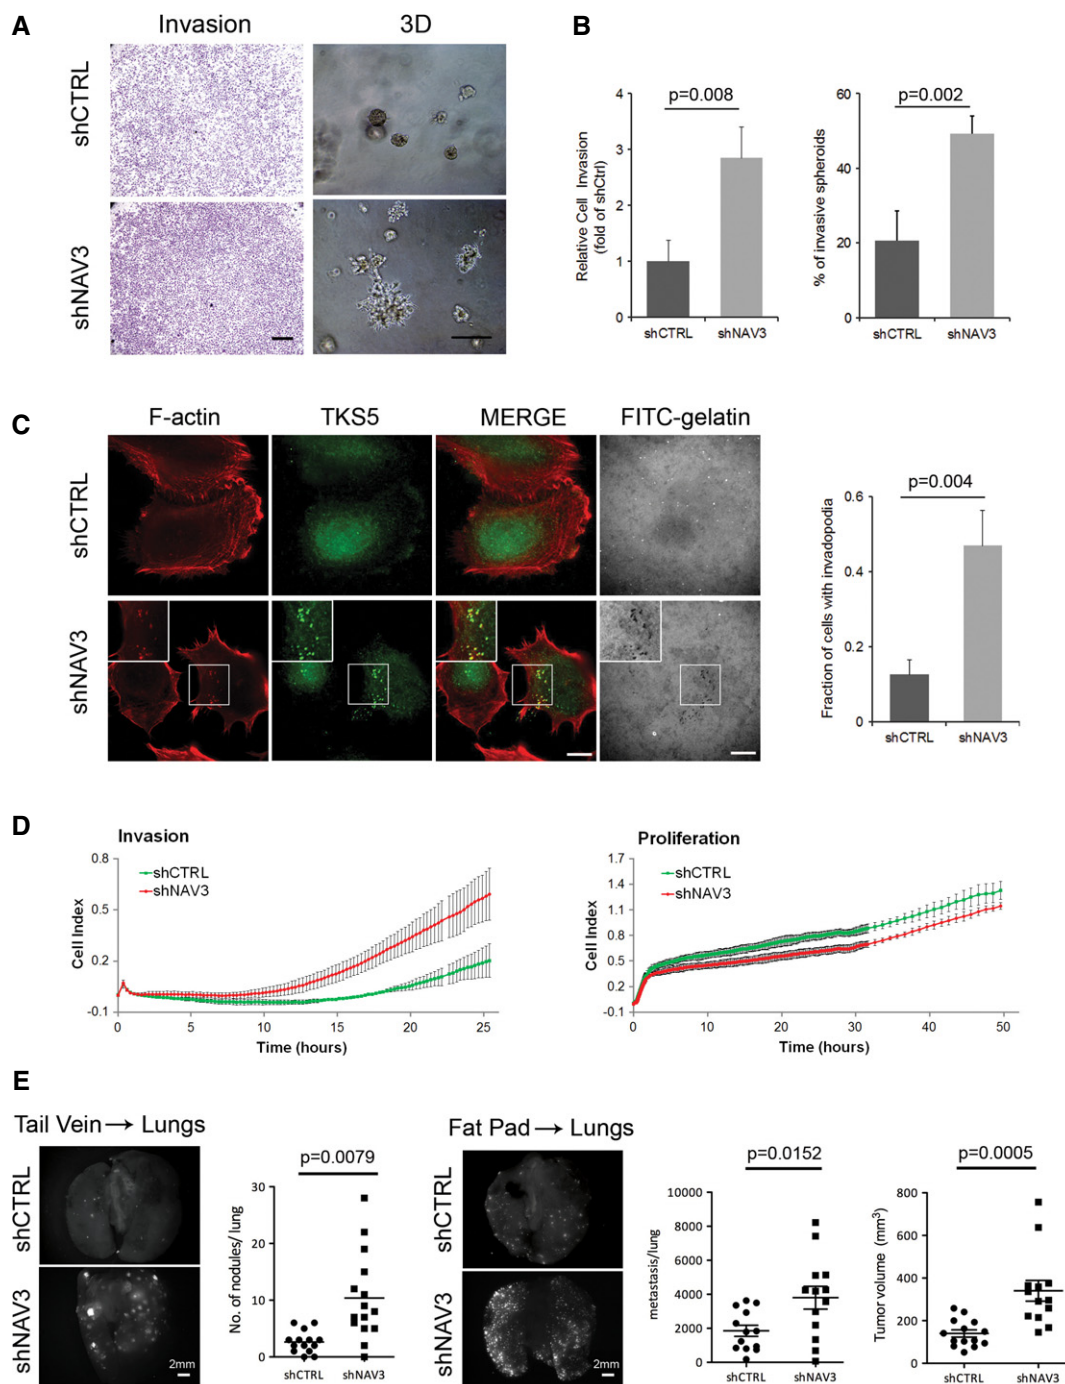 A
Invasion
3D
shCTRL
shNAV3
B
Relative Cell Invasion
(fold of shCtrl)
4
3
2
1
0
p=0.008
shCTRL
shNAV3
% of invasive spheroids
60
40
20
0
p=0.002
shCTRL
shNAV3
C
F-actin
TKS5
MERGE
FITC-gelatin
shCTRL
shNAV3
Fraction of cells with invadopodia
0.6
0.4
0.2
0
p=0.004
shCTRL
shNAV3
D
Invasion
shCTRL
shNAV3
Cell Index
0.8
0.5
0.2
-0.1
0
5
10
15
20
25
Time (hours)
Proliferation
shCTRL
shNAV3
Cell Index
1.7
1.4
1.1
0.8
0.5
0.2
-0.1
0
10
20
30
40
50
Time (hours)
E
Tail Vein → Lungs
shCTRL
shNAV3
2mm
p=0.0079
No. of nodules/ lung
30
20
10
0
shCTRL
shNAV3
Fat Pad → Lungs
shCTRL
shNAV3
2mm
p=0.0152
metastasis/lung
10000
8000
6000
4000
2000
0
shCTRL
shNAV3
p=0.0005
Tumor volume (mm³)
800
600
400
200
0
shCTRL
shNAV3